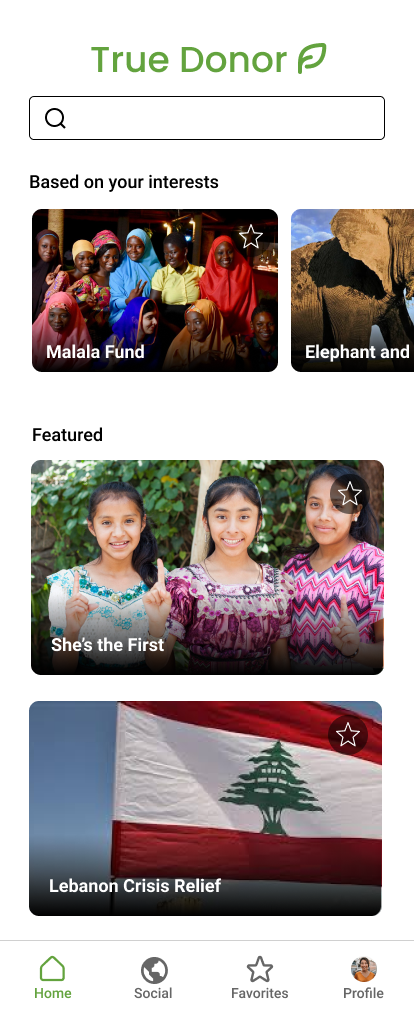 True Donor
Based on your interests
Malala Fund
Elephant and
Featured
She's the First
Lebanon Crisis Relief
Home
Social
Favorites
Profile